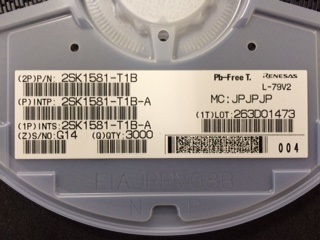 (2P)P/N: 2SK1581-T1B
Pb-Free T. RENESAS
L-79V2
(P)INTP: 2SK1581-T1B-A
MC: JPJPJP
(1T)LOT:263D01473
(1P)INTS:2SK1581-T1B-A
(Z)S/NO:G14 (Q)QTY:3000
004